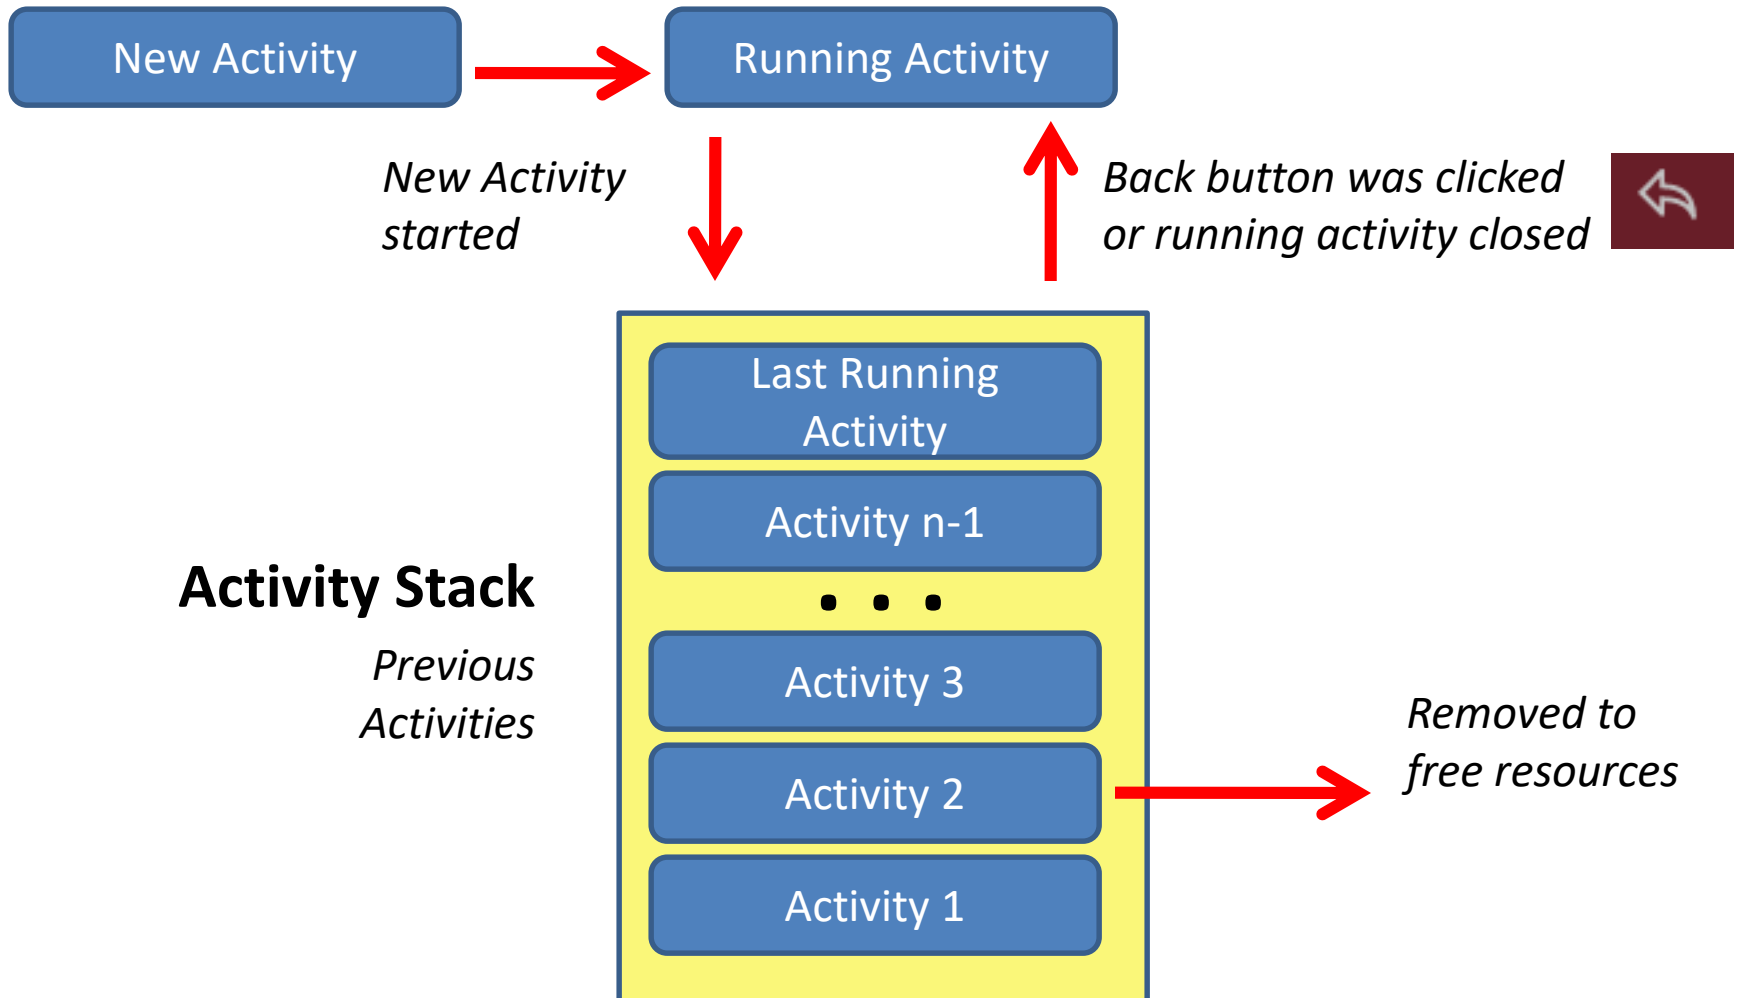 New Activity
Running Activity
New Activity
started
Back button was clicked
or running activity closed
Last Running
Activity
Activity n-1
Activity Stack
. . .
Previous
Activities
Activity 3
Removed to
free resources
Activity 2
Activity 1